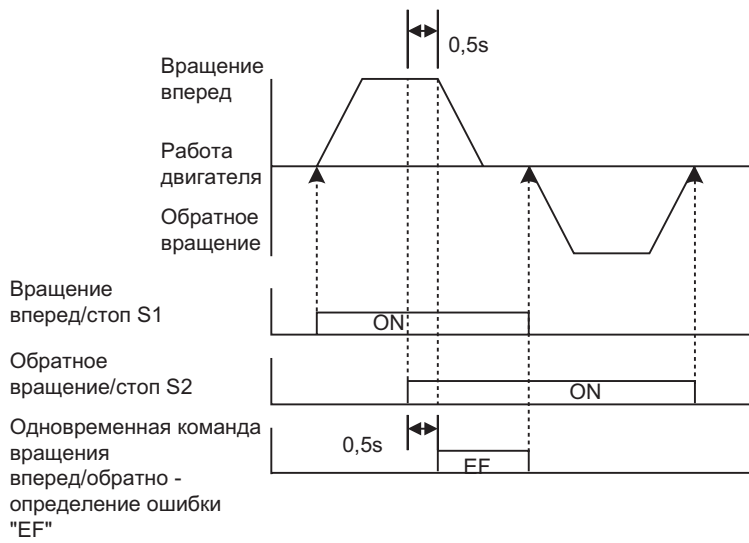 0,5s
Вращение
вперед
Работа
двигателя
Обратное
вращение
Вращение
вперед/стоп S1
ON
Обратное
вращение/стоп S2
ON
Одновременная команда
вращения
вперед/обратно -
определение ошибки
"EF"
0,5s
EF